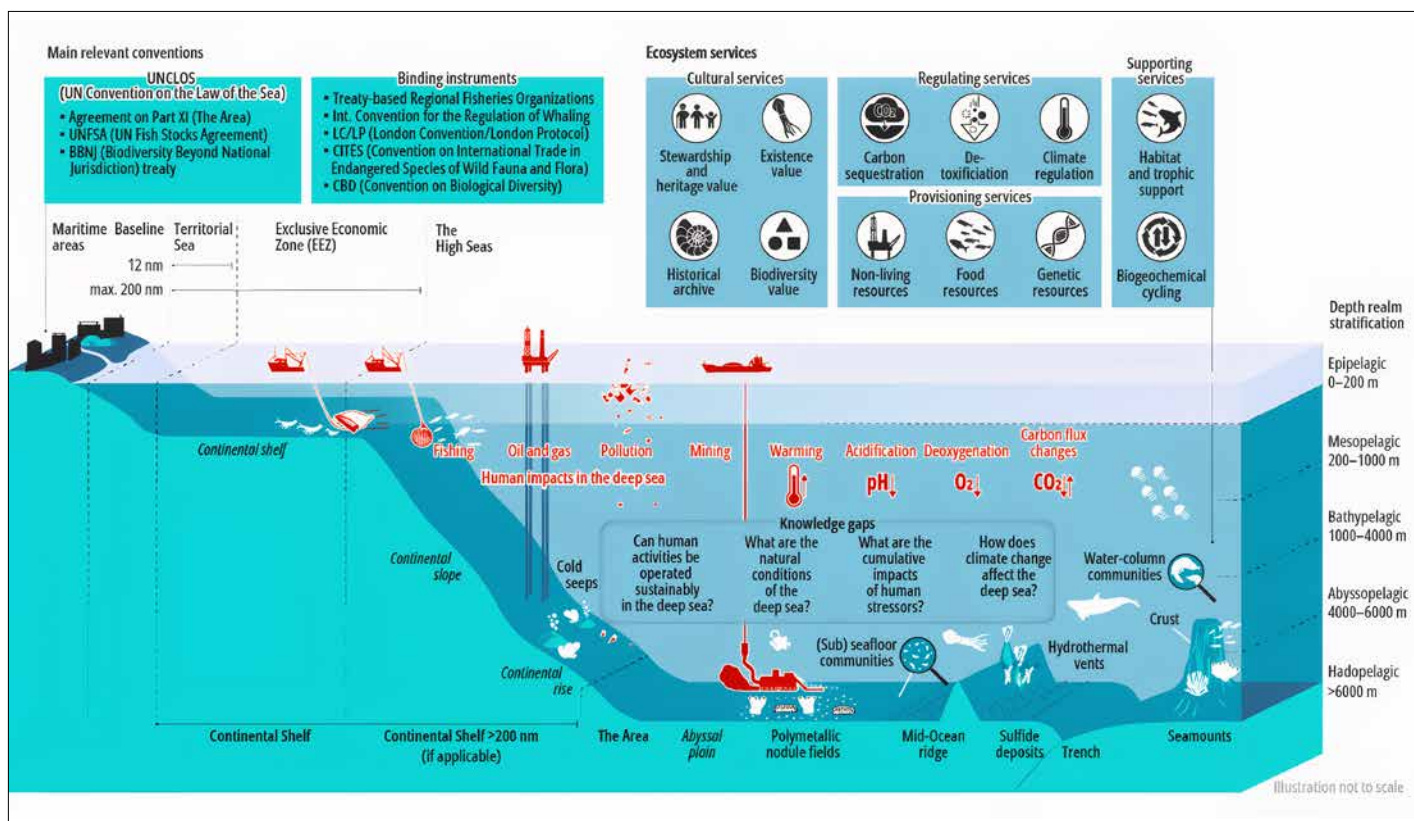 Main relevant conventions
UNCLOS
(UN Convention on the Law of the Sea)
• Agreement on Part XI (The Area)
• UNFSA (UN Fish Stocks Agreement)
• BBNJ (Biodiversity Beyond National
Jurisdiction) treaty
Binding instruments
• Treaty-based Regional Fisheries Organizations
• Int. Convention for the Regulation of Whaling
• LC/LP (London Convention/London Protocol)
• CITES (Convention on International Trade in
Endangered Species of Wild Fauna and Flora)
• CBD (Convention on Biological Diversity)
Ecosystem services
Cultural services
Stewardship
and
heritage value
Existence
value
Historical
archive
Biodiversity
value
Regulating services
CO₂
Carbon
sequestration
De-
toxificiation
Climate
regulation
Provisioning services
Non-living
resources
Food
resources
Genetic
resources
Supporting
services
Habitat
and trophic
support
Biogeochemical
cycling
Maritime
areas
Baseline
Territorial
Sea
Exclusive Economic
Zone (EEZ)
The
High Seas
12 nm
max. 200 nm
Depth realm
stratification
Epipelagic
0–200 m
Mesopelagic
200–1000 m
Bathypelagic
1000–4000 m
Abyssopelagic
4000–6000 m
Hadopelagic
>6000 m
Continental shelf
Fishing
Oil and gas
Pollution
Mining
Warming
Acidification
Deoxygenation
Carbon flux
changes
Human impacts in the deep sea
pH↓
O₂↓
CO₂↓↑
Knowledge gaps
Can human
activities be
operated
sustainably
in the deep sea?
What are the
natural
conditions
of the
deep sea?
What are the
cumulative
impacts
of human
stressors?
How does
climate change
affect the
deep sea?
Continental
slope
Cold
seeps
Water-column
communities
Crust
(Sub) seafloor
communities
Hydrothermal
vents
Continental
rise
Continental Shelf
Continental Shelf >200 nm
(if applicable)
The Area
Abyssal
plain
Polymetallic
nodule fields
Mid-Ocean
ridge
Sulfide
deposits
Trench
Seamounts
Illustration not to scale